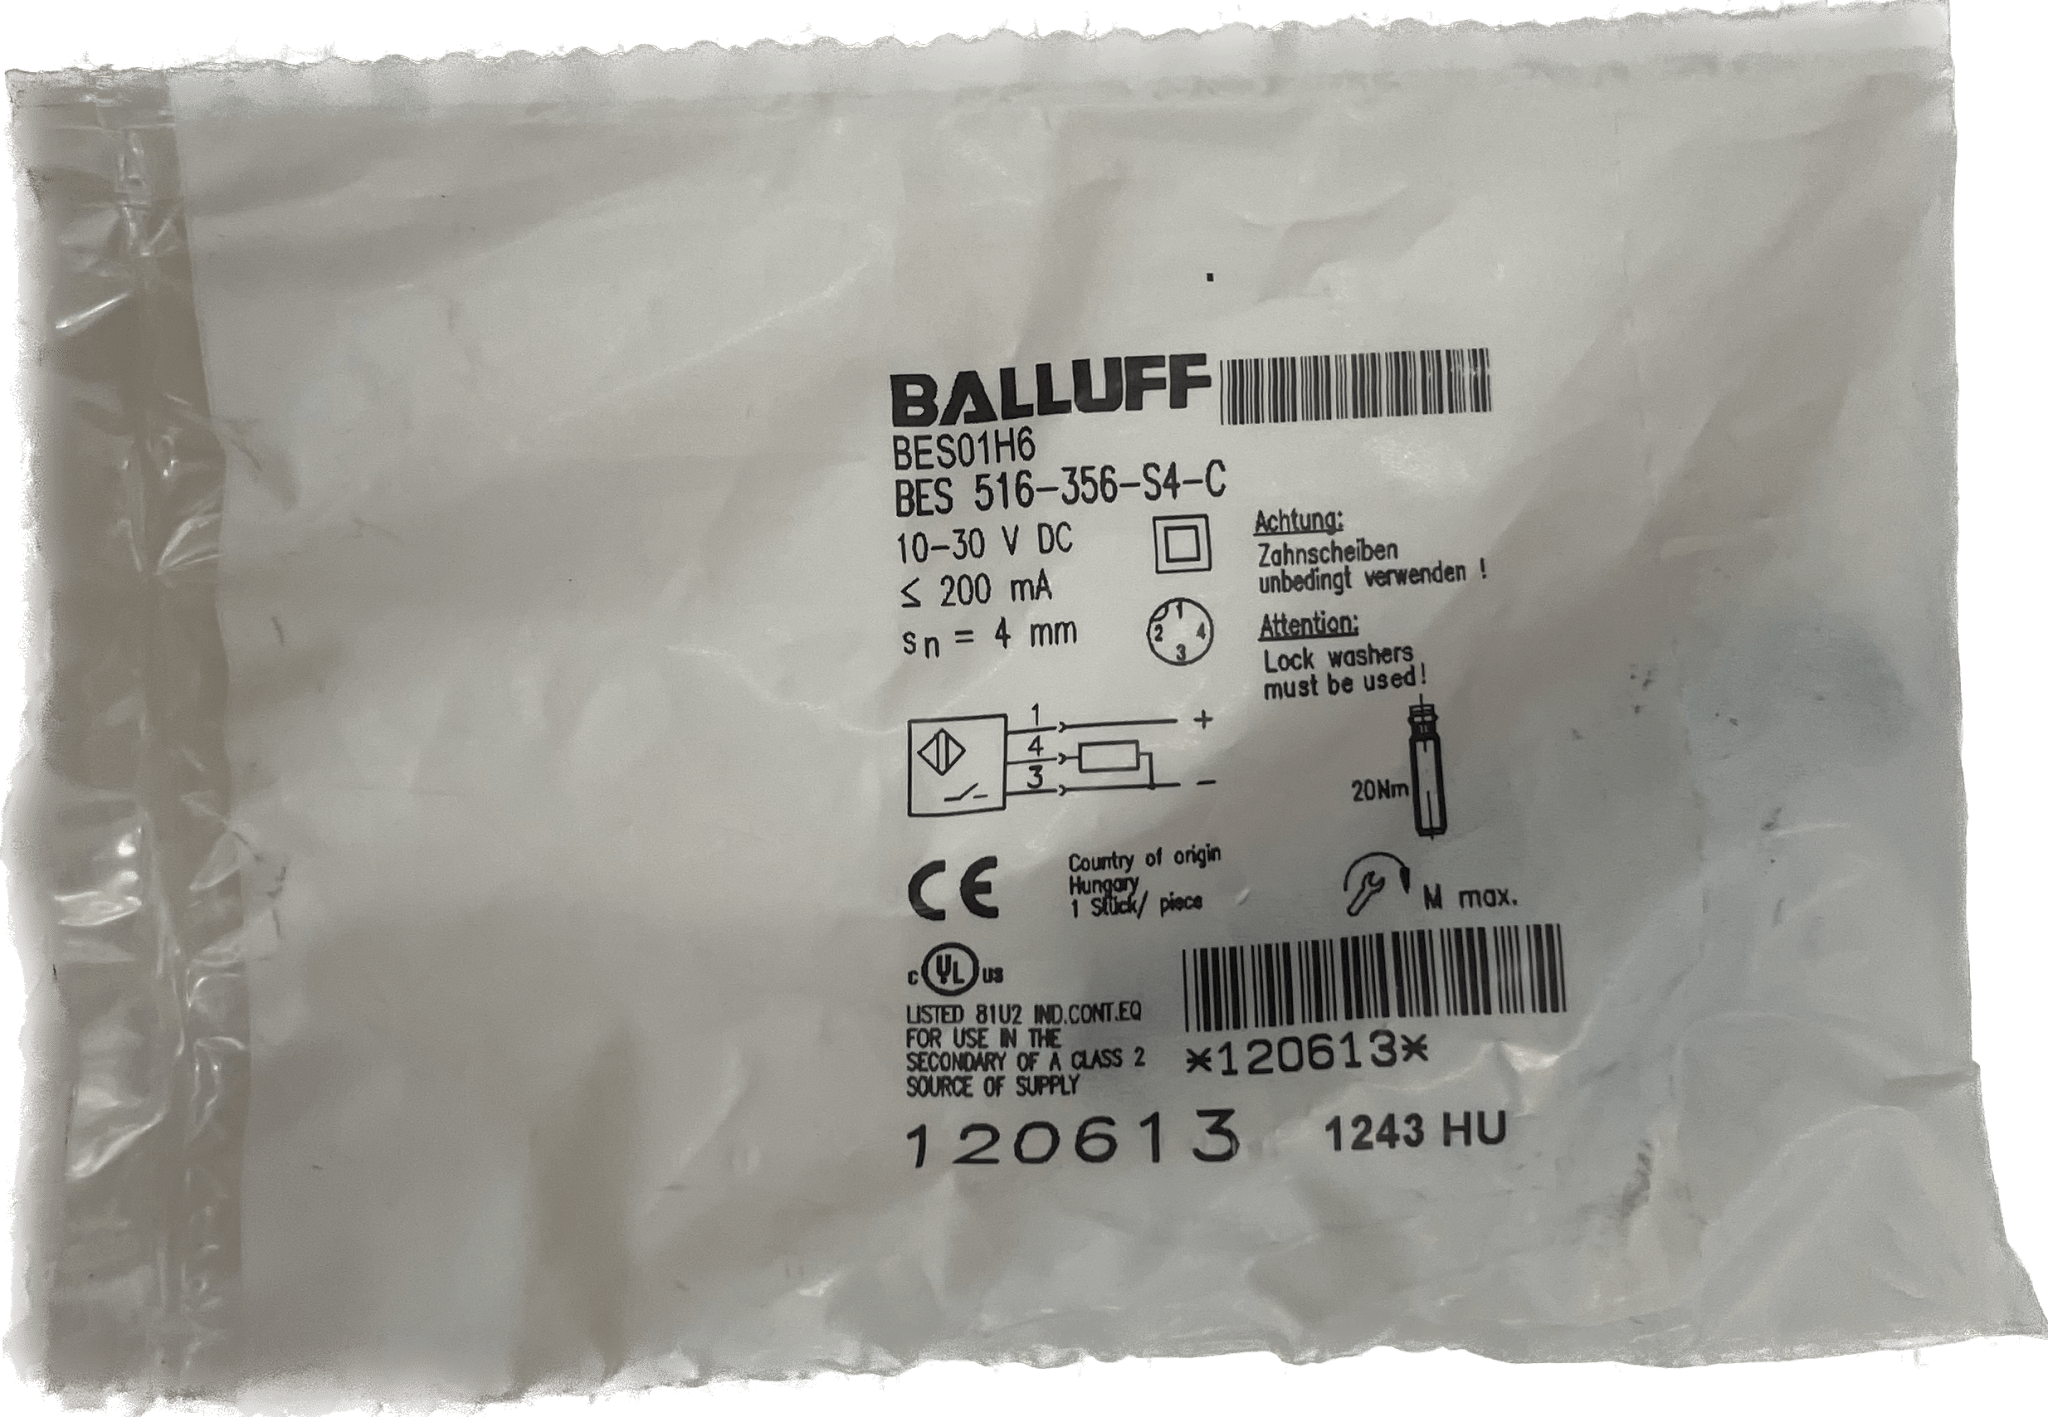 BALLUFF
BES01H6
BES 516-356-S4-C
10-30 V DC
≤ 200 mA
sn = 4 mm
1
2 4
3
Achtung:
Zahnscheiben
unbedingt verwenden !
Attention:
Lock washers
must be used!
1 +
4
3 -
20Nm
M max.
CE
Country of origin
Hungary
1 Stück/ piece
c UL us
LISTED 81U2 IND.CONT.EQ
FOR USE IN THE
SECONDARY OF A CLASS 2
SOURCE OF SUPPLY
*120613*
120613 1243 HU